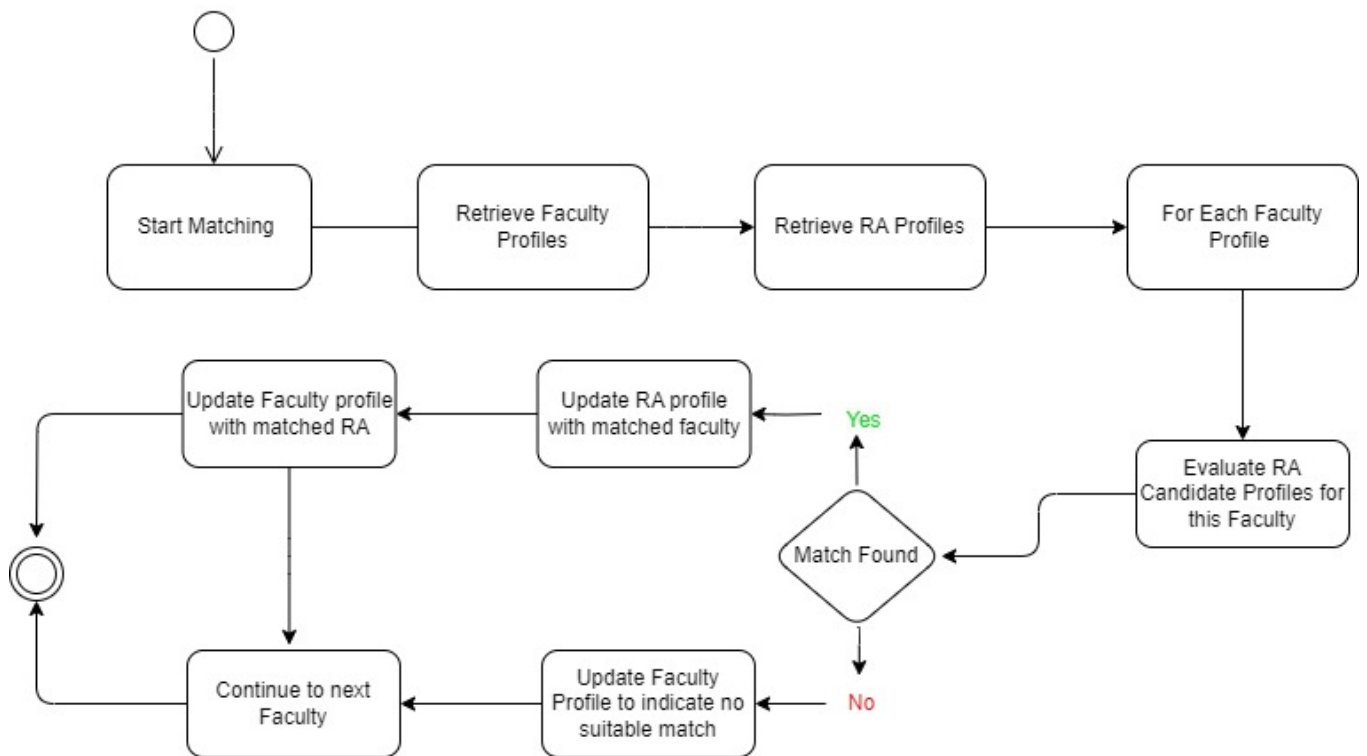 Start Matching
Retrieve Faculty
Profiles
Retrieve RA Profiles
For Each Faculty
Profile
Update Faculty profile
with matched RA
Update RA profile
with matched faculty
Yes
Evaluate RA
Candidate Profiles for
this Faculty
Match Found
Continue to next
Faculty
Update Faculty
Profile to indicate no
suitable match
No